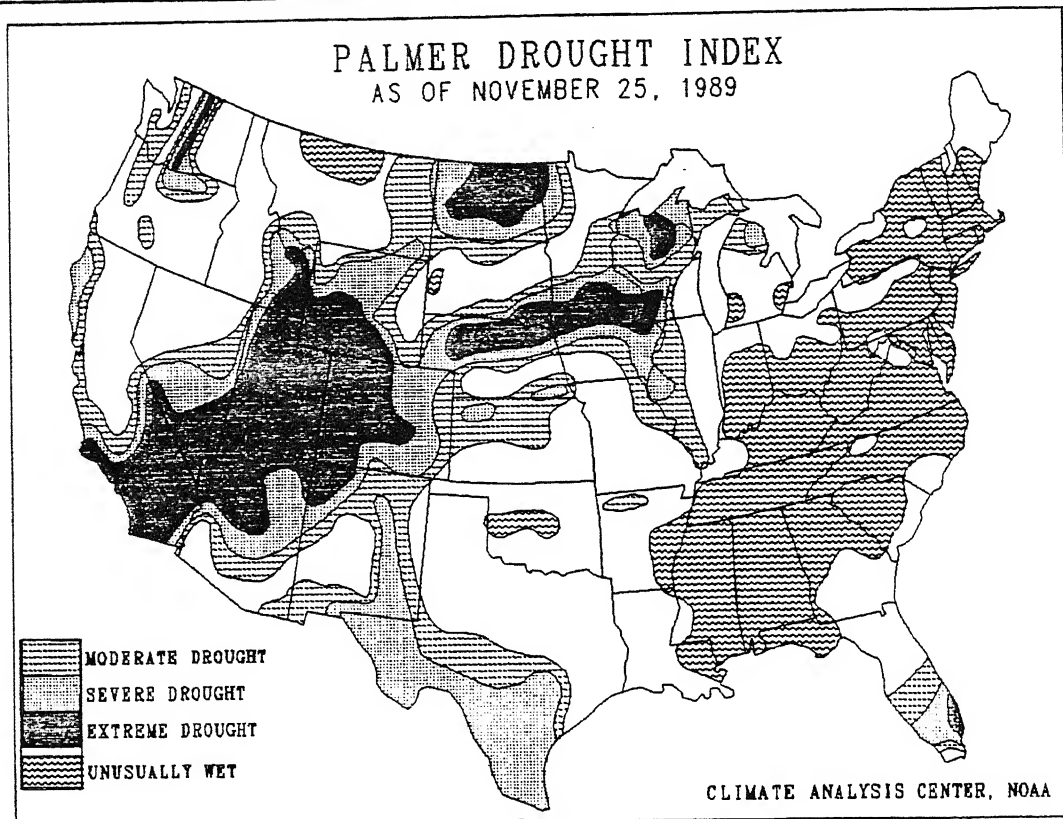 PALMER DROUGHT INDEX
AS OF NOVEMBER 25, 1989
MODERATE DROUGHT
SEVERE DROUGHT
EXTREME DROUGHT
UNUSUALLY WET
CLIMATE ANALYSIS CENTER, NOAA